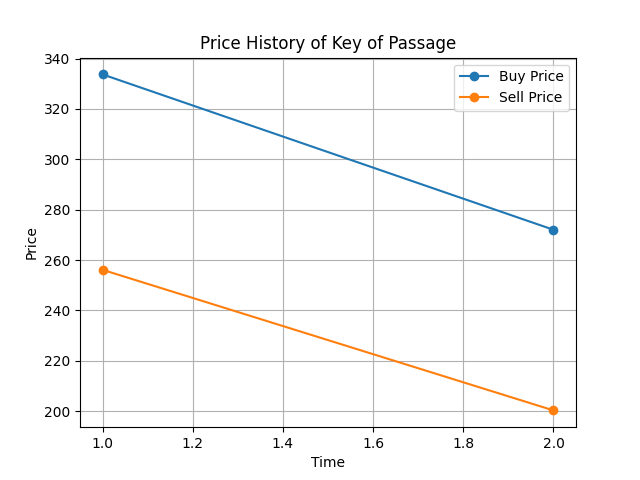 Price History of Key of Passage
Buy Price
Sell Price
Price
340
320
300
280
260
240
220
200
1.0 1.2 1.4 1.6 1.8 2.0
Time